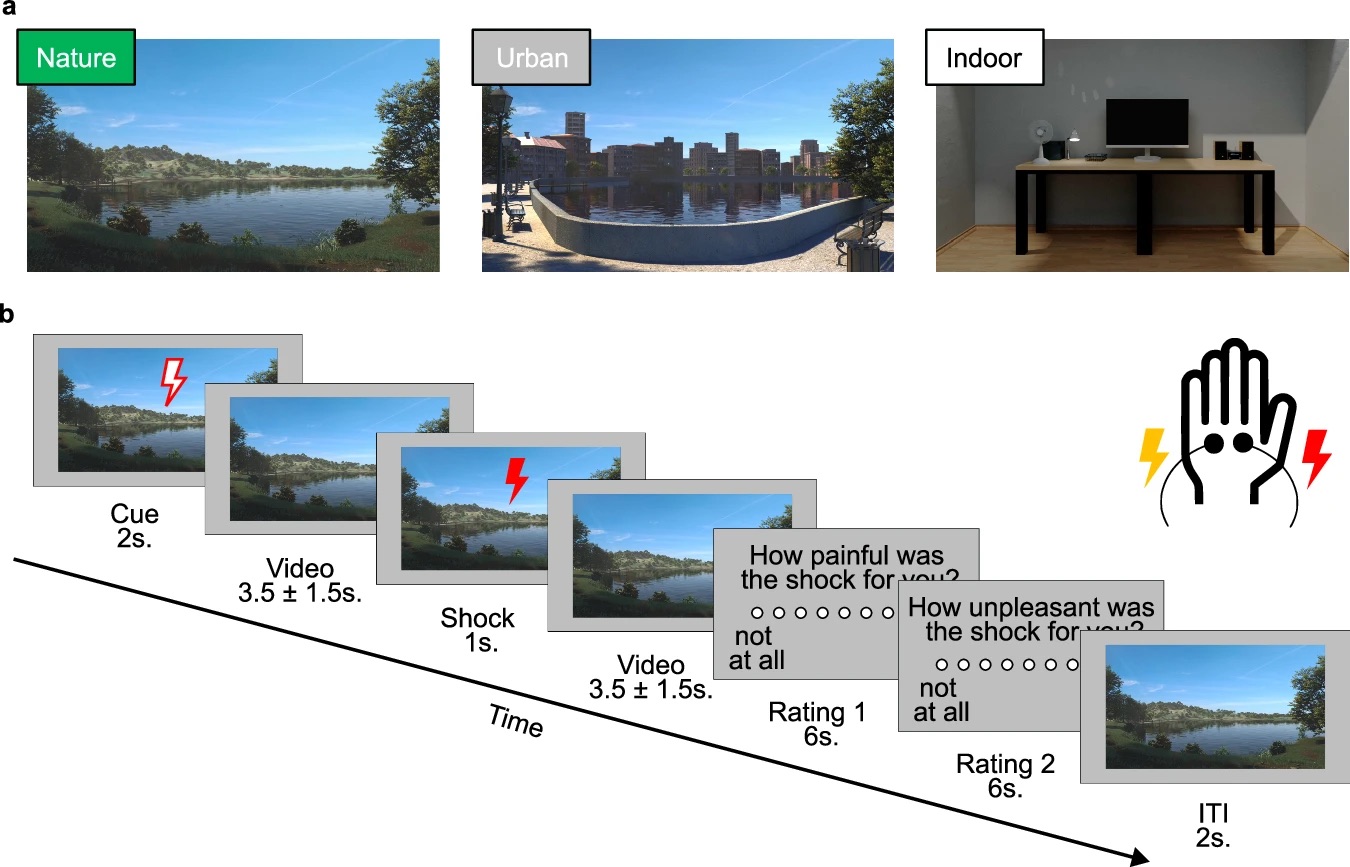 a
Nature
Urban
Indoor
b
Cue
2s.
Video
3.5 ± 1.5s.
Shock
1s.
Video
3.5 ± 1.5s.
How painful was
the shock for you?
not
at all
Rating 1
6s.
How unpleasant was
the shock for you?
not
at all
Rating 2
6s.
ITI
2s.
Time